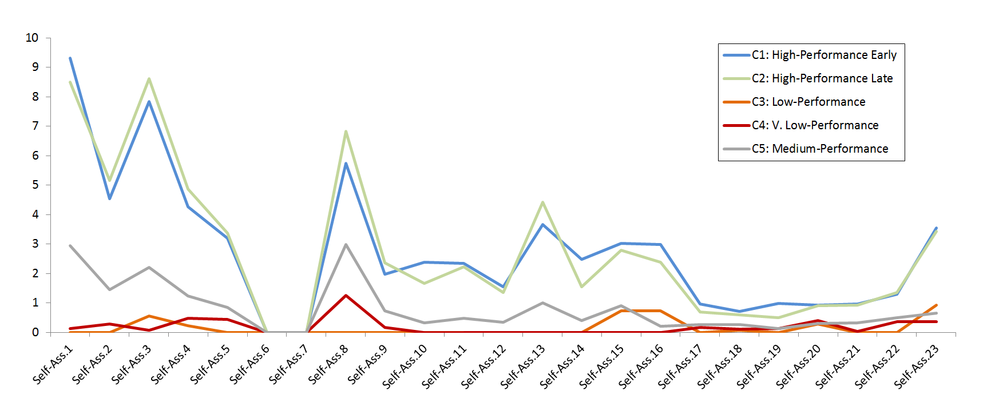 10
9
8
7
6
5
4
3
2
1
0
C1: High-Performance Early
C2: High-Performance Late
C3: Low-Performance
C4: V. Low-Performance
C5: Medium-Performance
Self-Ass.1
Self-Ass.2
Self-Ass.3
Self-Ass.4
Self-Ass.5
Self-Ass.6
Self-Ass.7
Self-Ass.8
Self-Ass.9
Self-Ass.10
Self-Ass.11
Self-Ass.12
Self-Ass.13
Self-Ass.14
Self-Ass.15
Self-Ass.16
Self-Ass.17
Self-Ass.18
Self-Ass.19
Self-Ass.20
Self-Ass.21
Self-Ass.22
Self-Ass.23